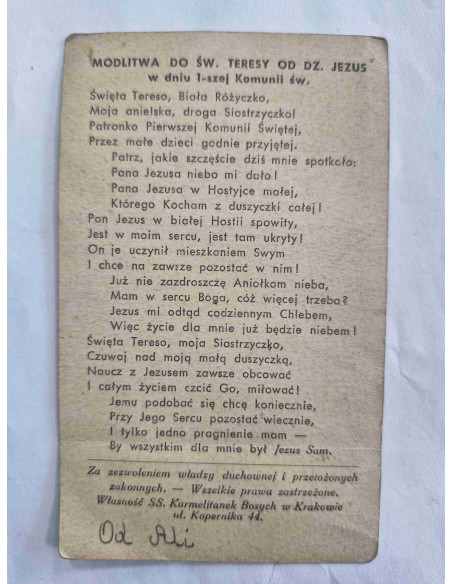 MODLITWA DO ŚW. TERESY OD DZ. JEZUS
w dniu 1-szej Komunii św.
Święta Tereso, Biała Różyczko,
Moja anielska, droga Siostrzyczko!
Patronko Pierwszej Komunii Świętej,
Przez małe dzieci godnie przyjętej.
Patrz, jakie szczęście dziś mnie spotkało:
Pana Jezusa niebo mi dało!
Pana Jezusa w Hostyjce małej,
Którego Kocham z duszyczki całej!
Pan Jezus w białej Hostii spowity,
Jest w moim sercu, jest tam ukryty!
On je uczynił mieszkaniem Swym
I chce na zawsze pozostać w nim!
Już nie zazdroszczę Aniołkom nieba,
Mam w sercu Boga, cóż więcej trzeba?
Jezus mi odtąd codziennym Chlebem,
Więc życie dla mnie już będzie niebem!
Święta Tereso, moja Siostrzyczko,
Czuwaj nad moją małą duszyczką,
Naucz z Jezusem zawsze obcować
I całym życiem czcić Go, miłować!
Jemu podobać się chcę koniecznie,
Przy Jego Sercu pozostać wiecznie,
I tylko jedno pragnienie mam —
By wszystkim dla mnie był Jezus Sam.
Za zezwoleniem władzy duchownej i przełożonych
zakonnych. — Wszelkie prawa zastrzeżone.
Własność SS. Karmelitanek Bosych w Krakowie
ul. Kopernika 44.
Od Ali